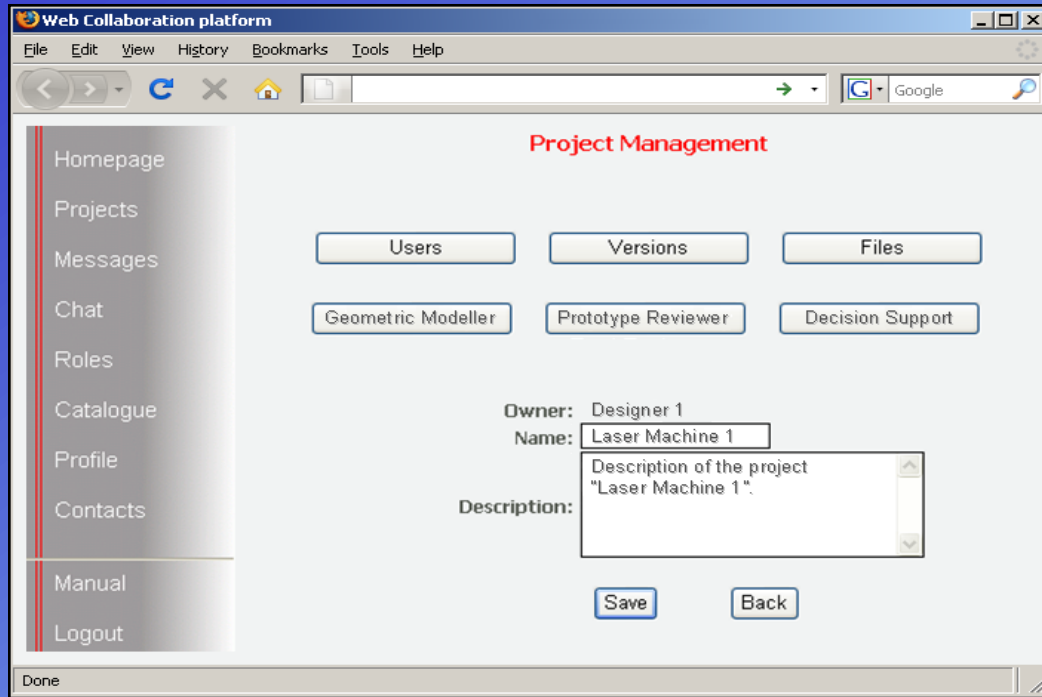 Web Collaboration platform
File Edit View History Bookmarks Tools Help
G Google
Project Management
Homepage
Projects
Messages
Chat
Roles
Catalogue
Profile
Contacts
Manual
Logout
Users Versions Files
Geometric Modeller Prototype Reviewer Decision Support
Owner: Designer 1
Name: Laser Machine 1
Description: Description of the project
"Laser Machine 1".
Save Back
Done